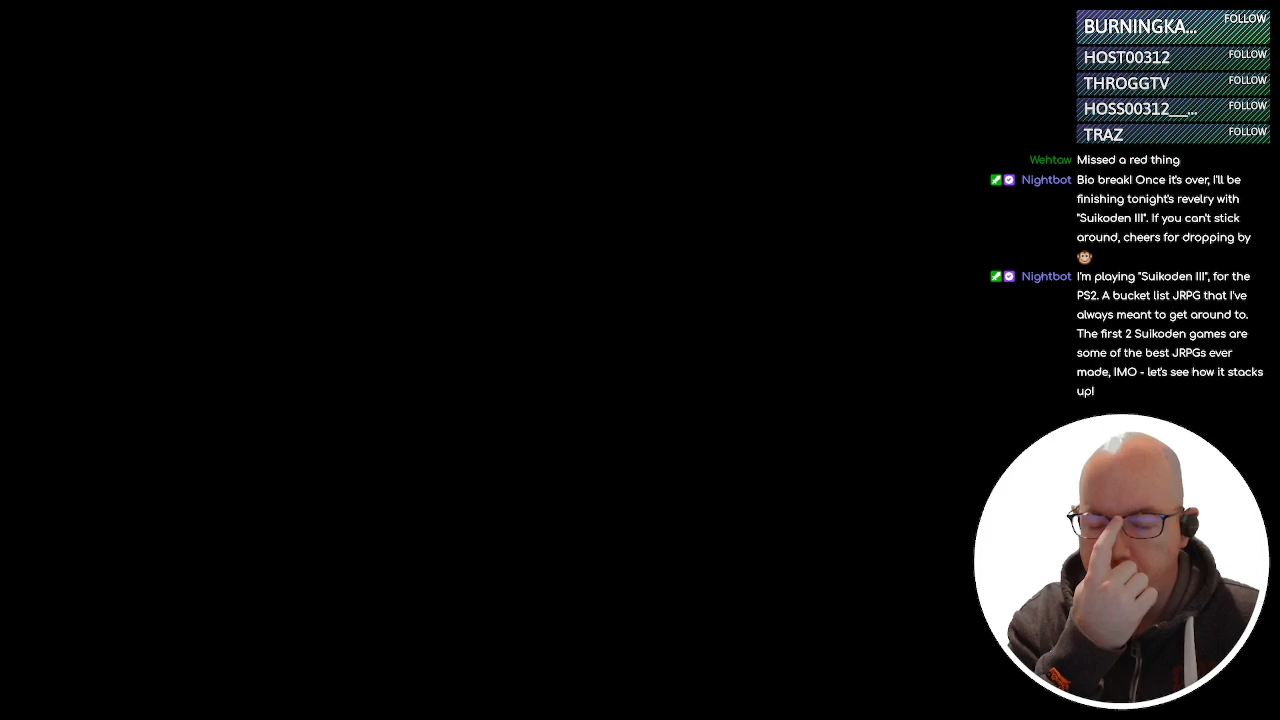 BURNINGKA... FOLLOW
HOST00312 FOLLOW
THROGGTV FOLLOW
HOSS00312__... FOLLOW
TRAZ FOLLOW
Wehtaw Missed a red thing
Nightbot Bio break! Once it's over, I'll be
finishing tonight's revelry with
"Suikoden III". If you can't stick
around, cheers for dropping by
Nightbot I'm playing "Suikoden III", for the
PS2. A bucket list JRPG that I've
always meant to get around to.
The first 2 Suikoden games are
some of the best JRPGs ever
made, IMO - let's see how it stacks
up!